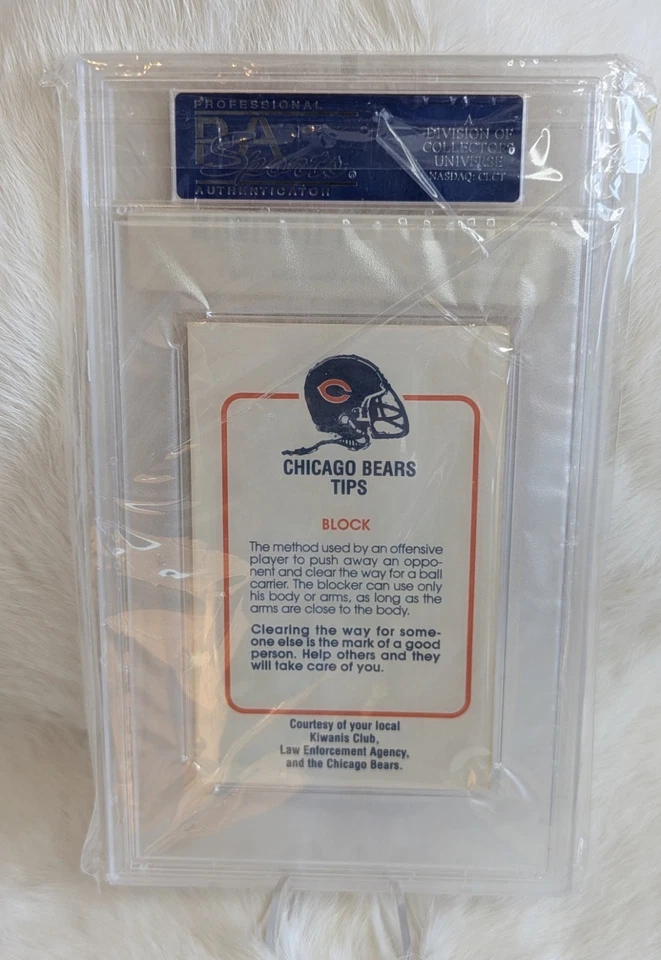 PROFESSIONAL
PSA
Sports
AUTHENTICATOR
A
DIVISION OF
COLLECTORS
UNIVERSE
NASDAQ: CLCT
C
CHICAGO BEARS
TIPS
BLOCK
The method used by an offensive
player to push away an oppo-
nent and clear the way for a ball
carrier. The blocker can use only
his body or arms, as long as the
arms are close to the body.
Clearing the way for some-
one else is the mark of a good
person. Help others and they
will take care of you.
Courtesy of your local
Kiwanis Club,
Law Enforcement Agency,
and the Chicago Bears.